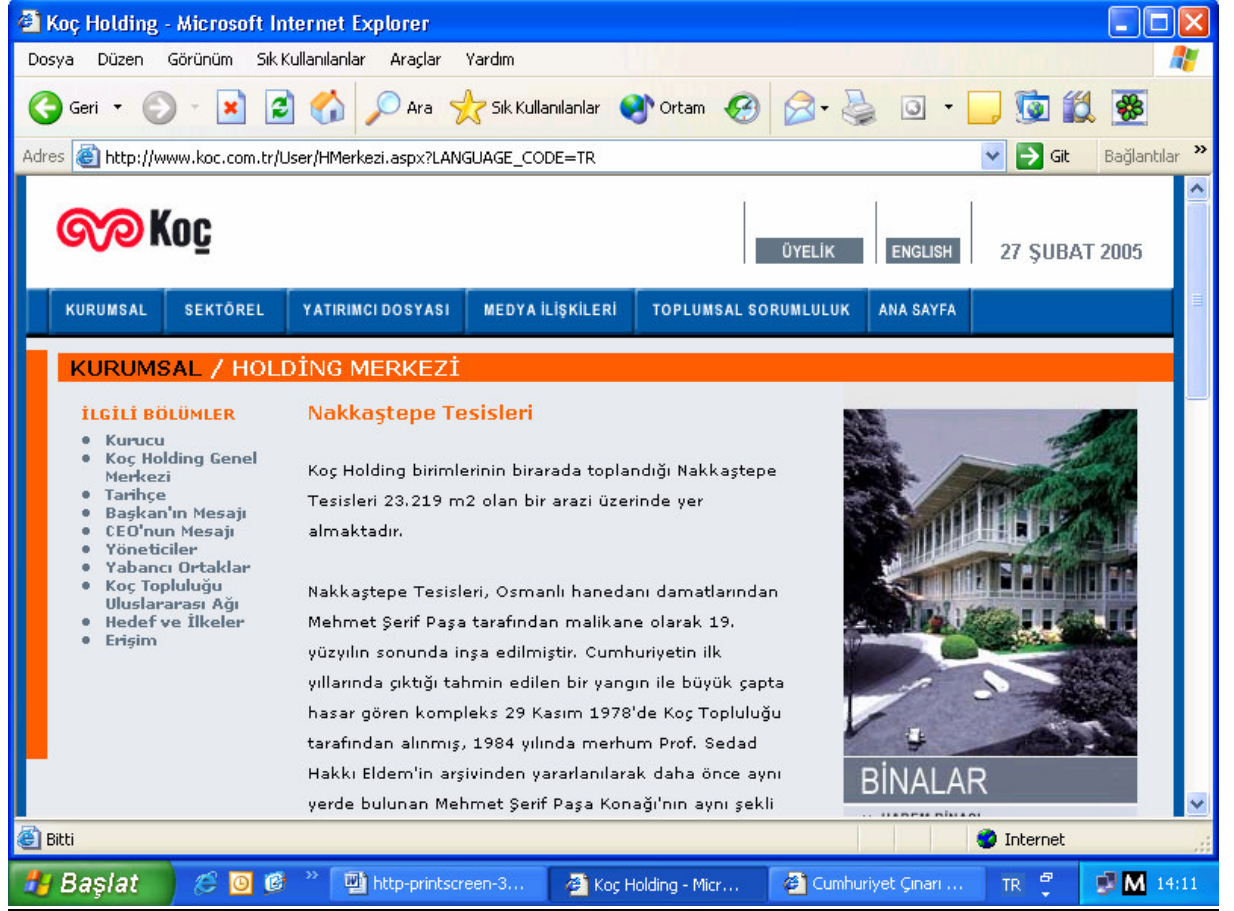 Koç Holding - Microsoft Internet Explorer
Dosya Düzen Görünüm Sık Kullanılanlar Araçlar Yardım
Geri Ara Sık Kullanılanlar Ortam
Adres http://www.koc.com.tr/User/HMerkezi.aspx?LANGUAGE_CODE=TR Git Bağlantılar »
Koç
ÜYELİK ENGLISH 27 ŞUBAT 2005
KURUMSAL SEKTÖREL YATIRIMCI DOSYASI MEDYA İLİŞKİLERİ TOPLUMSAL SORUMLULUK ANA SAYFA
KURUMSAL / HOLDİNG MERKEZİ
İLGİLİ BÖLÜMLER
Kurucu
Koç Holding Genel
Merkezi
Tarihçe
Başkan'ın Mesajı
CEO'nun Mesajı
Yöneticiler
Yabancı Ortaklar
Koç Topluluğu
Uluslararası Ağı
Hedef ve İlkeler
Erişim
Nakkaştepe Tesisleri
Koç Holding birimlerinin birarada toplandığı Nakkaştepe
Tesisleri 23.219 m2 olan bir arazi üzerinde yer
almaktadır.
Nakkaştepe Tesisleri, Osmanlı hanedanı damatlarından
Mehmet Şerif Paşa tarafından malikane olarak 19.
yüzyılın sonunda inşa edilmiştir. Cumhuriyetin ilk
yıllarında çıktığı tahmin edilen bir yangın ile büyük çapta
hasar gören kompleks 29 Kasım 1978'de Koç Topluluğu
tarafından alınmış, 1984 yılında merhum Prof. Sedad
Hakkı Eldem'in arşivinden yararlanılarak daha önce aynı
yerde bulunan Mehmet Şerif Paşa Konağı'nın aynı şekli
BİNALAR
Bitti Internet
Başlat » http-printscreen-3... Koç Holding - Micr... Cumhuriyet Çınarı ... TR M 14:11